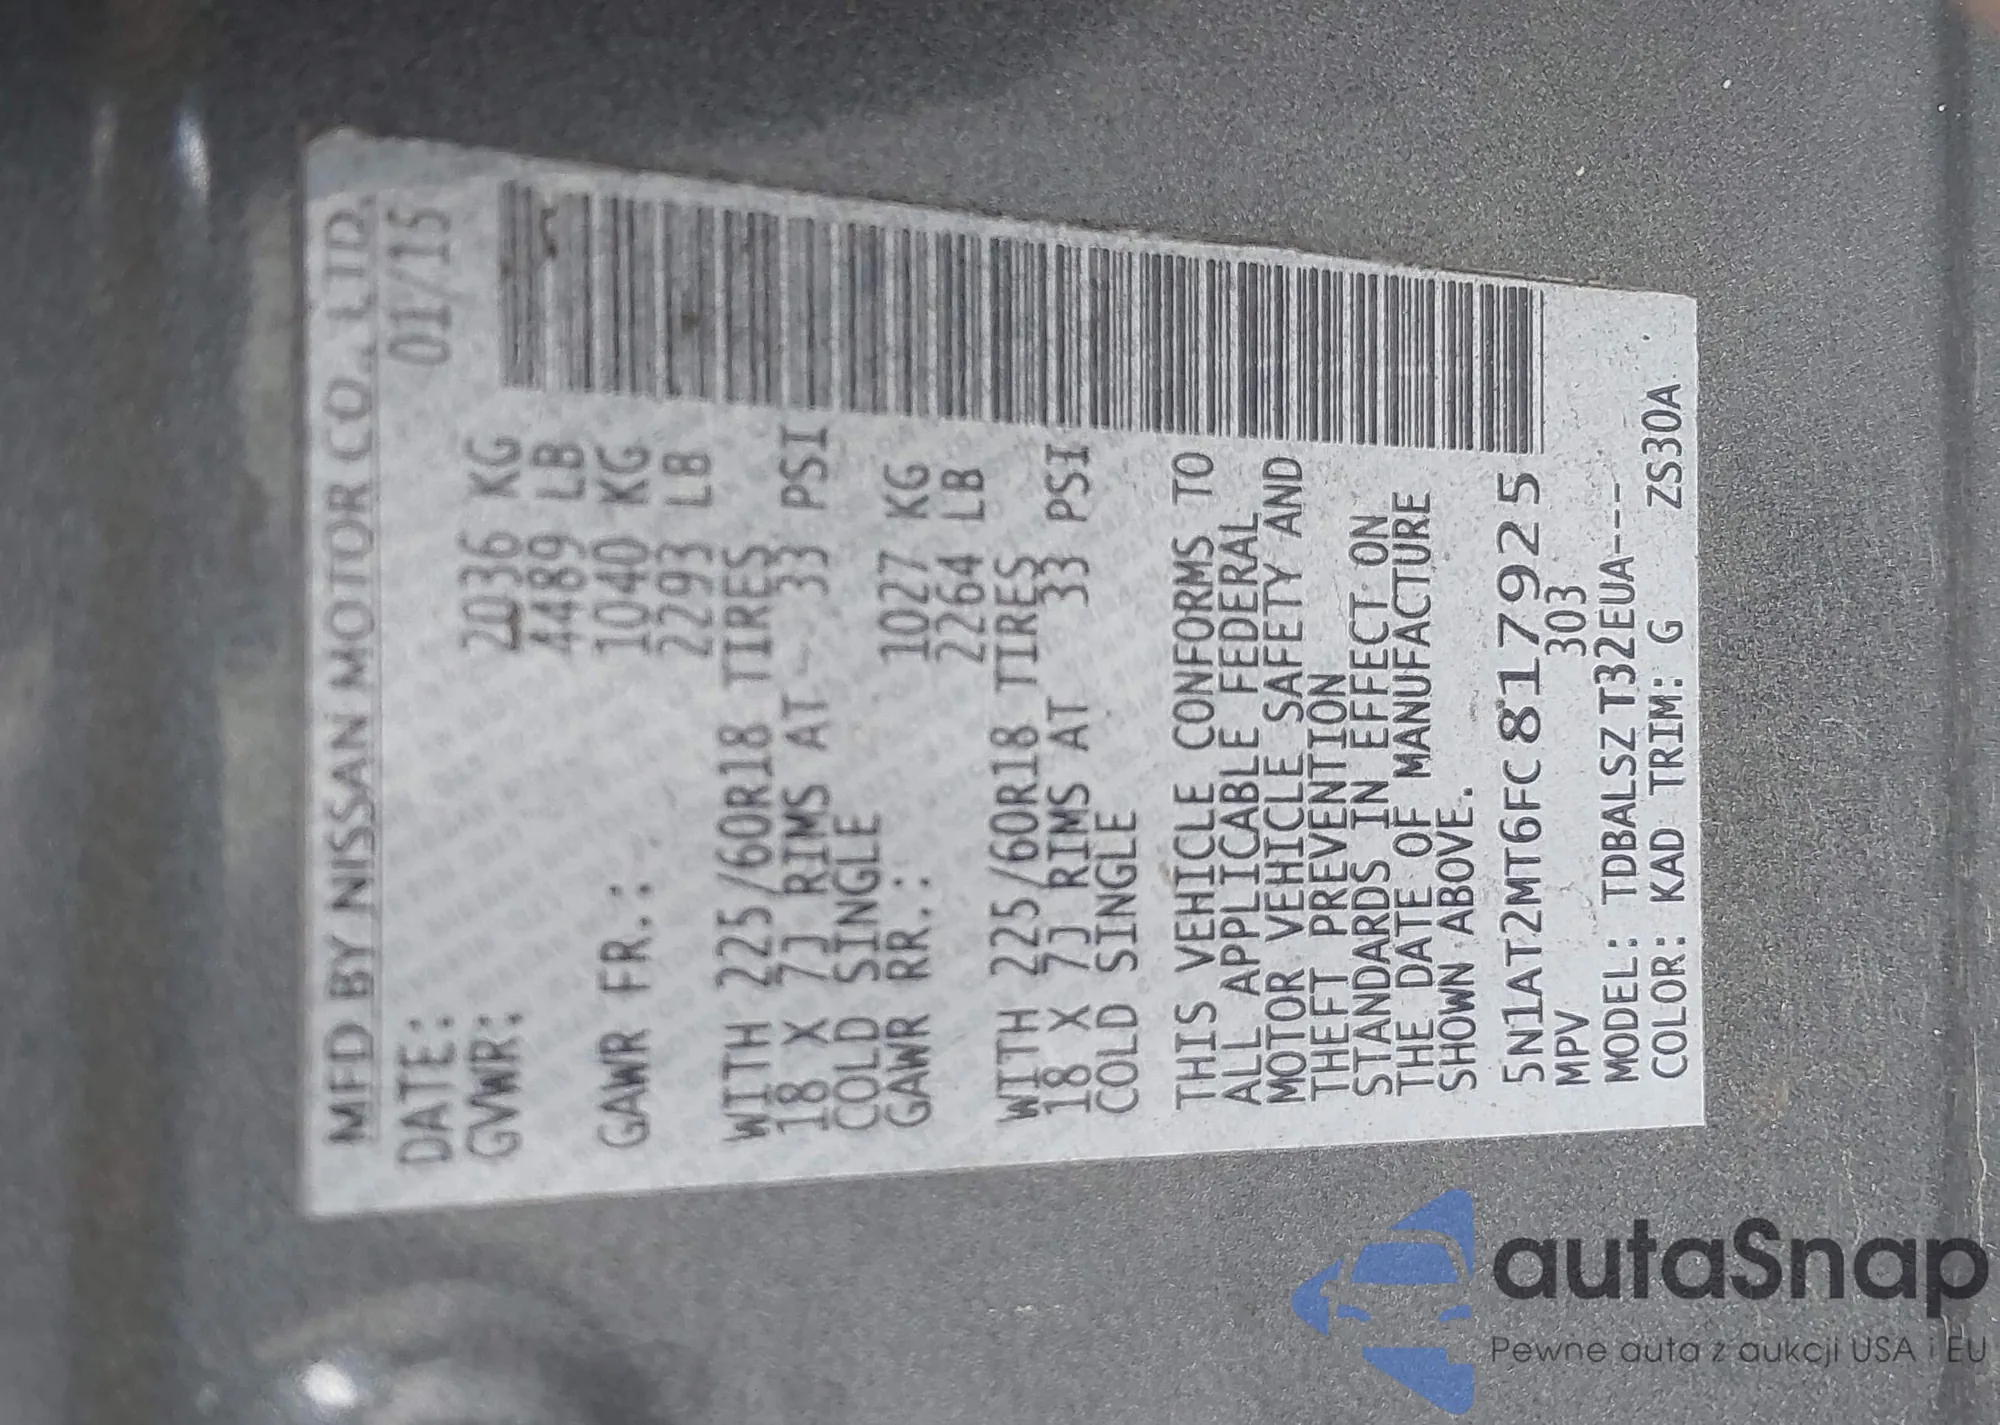 MFD BY NISSAN MOTOR CO., LTD.
DATE: 01/15
GVWR: 2036 KG
4489 LB
GAWR FR.: 1040 KG
2293 LB
WITH 225/60R18 TIRES
18 X 7J RIMS AT 33 PSI
COLD SINGLE
GAWR RR.: 1027 KG
2264 LB
WITH 225/60R18 TIRES
18 X 7J RIMS AT 33 PSI
COLD SINGLE
THIS VEHICLE CONFORMS TO
ALL APPLICABLE FEDERAL
MOTOR VEHICLE SAFETY AND
THEFT PREVENTION
STANDARDS IN EFFECT ON
THE DATE OF MANUFACTURE
SHOWN ABOVE.
5N1AT2MT6FC817925
MPV 303
MODEL: TDBALSZ T32EUA----
COLOR: KAD TRIM: G ZS30A
autaSnap
Pewne auta z aukcji USA i EU